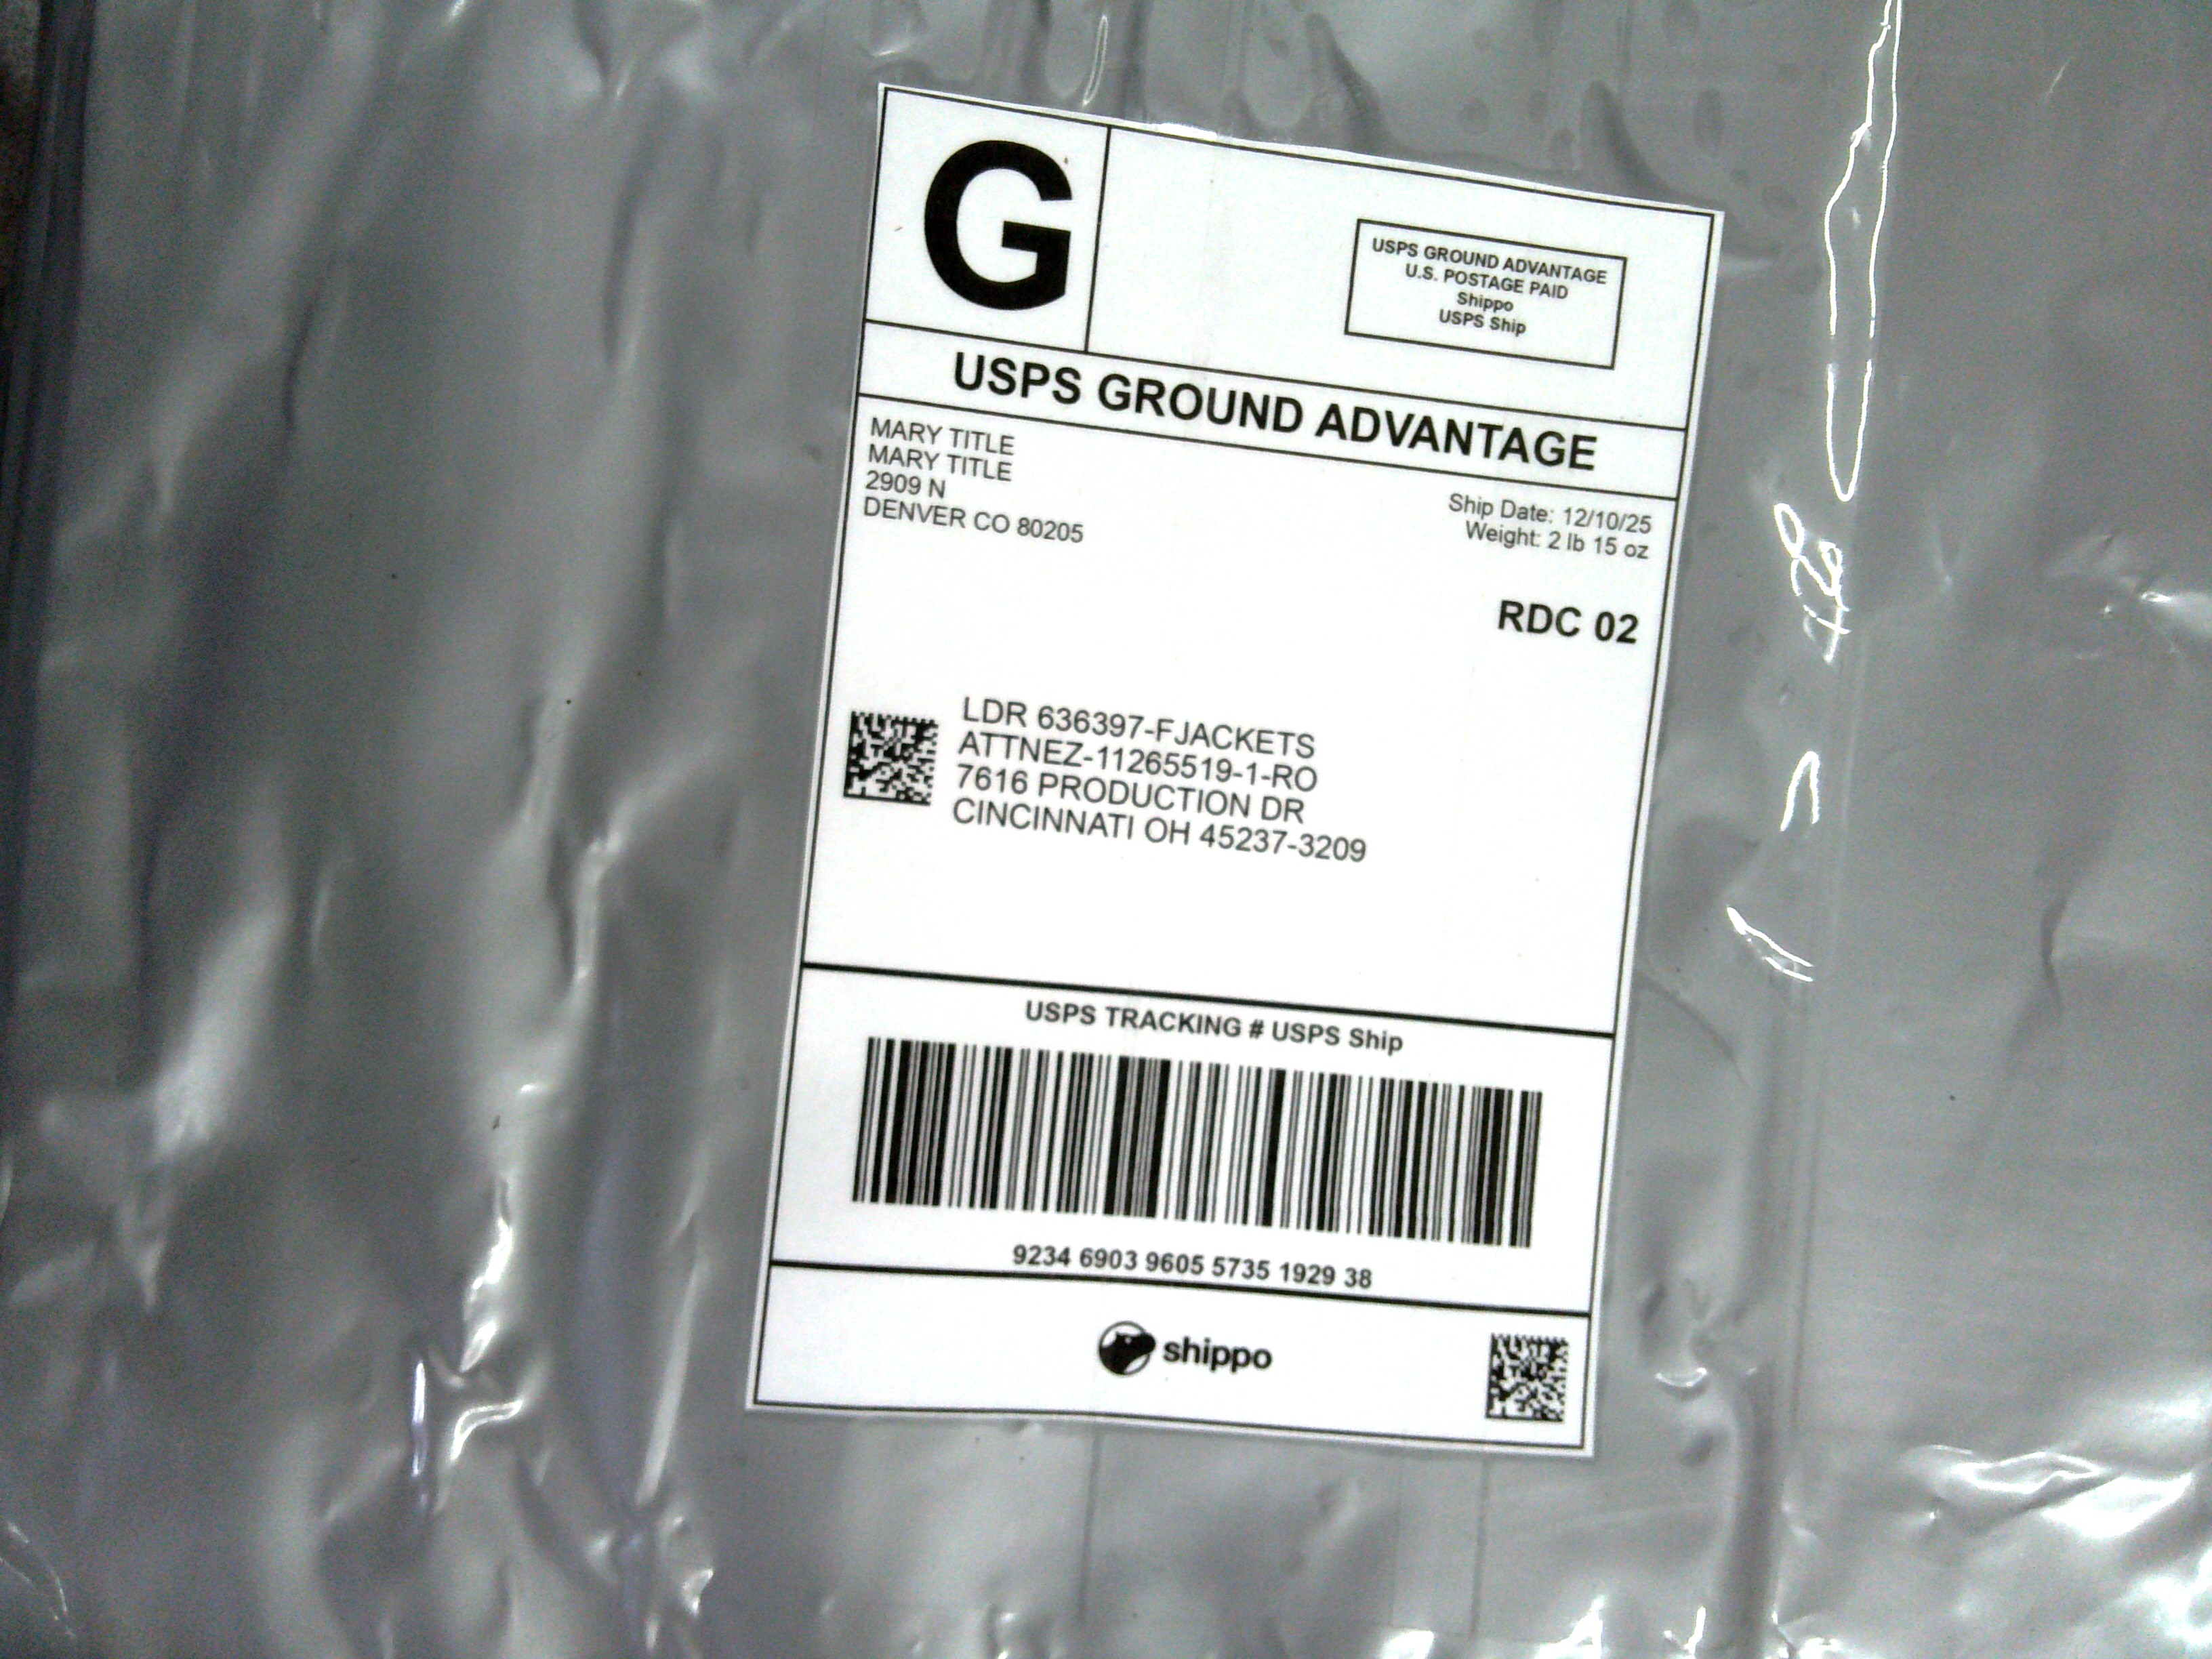 G
USPS GROUND ADVANTAGE
U.S. POSTAGE PAID
Shippo
USPS Ship
USPS GROUND ADVANTAGE
MARY TITLE
MARY TITLE
2909 N
DENVER CO 80205
Ship Date: 12/10/25
Weight: 2 lb 15 oz
RDC 02
LDR 636397-FJACKETS
ATTNEZ-11265519-1-RO
7616 PRODUCTION DR
CINCINNATI OH 45237-3209
USPS TRACKING # USPS Ship
9234 6903 9605 5735 1929 38
shippo